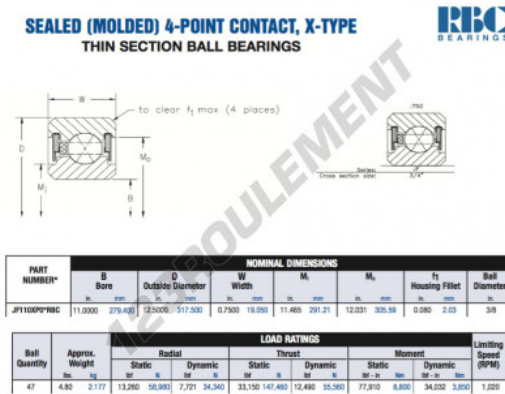 SEALED (MOLDED) 4-POINT CONTACT, X-TYPE
THIN SECTION BALL BEARINGS
RBC
BEARINGS
W
to clear f1 max (4 places)
D
Mi
Mo
B
.750
Series: JF
Cross section size: 3/4"
123ROULEMENT
PART NUMBER*
NOMINAL DIMENSIONS
B Bore D Outside Diameter W Width Mi Mo f1 Housing Fillet Ball Diameter
in. mm in. mm in. mm in. mm in. mm in. mm in.
JF110XP0*RBC 11.0000 279.400 12.5000 317.500 0.7500 19.050 11.465 291.21 12.031 305.59 0.080 2.03 3/8
Ball Quantity Approx. Weight LOAD RATINGS Limiting Speed (RPM)
Radial Thrust Moment
Static Dynamic Static Dynamic Static Dynamic
lbs. kg lbf N lbf N lbf N lbf N lbf - in Nm lbf - in Nm
47 4.80 2.177 13,260 58,980 7,721 34,340 33,150 147,460 12,490 55,560 77,910 8,800 34,032 3,850 1,020